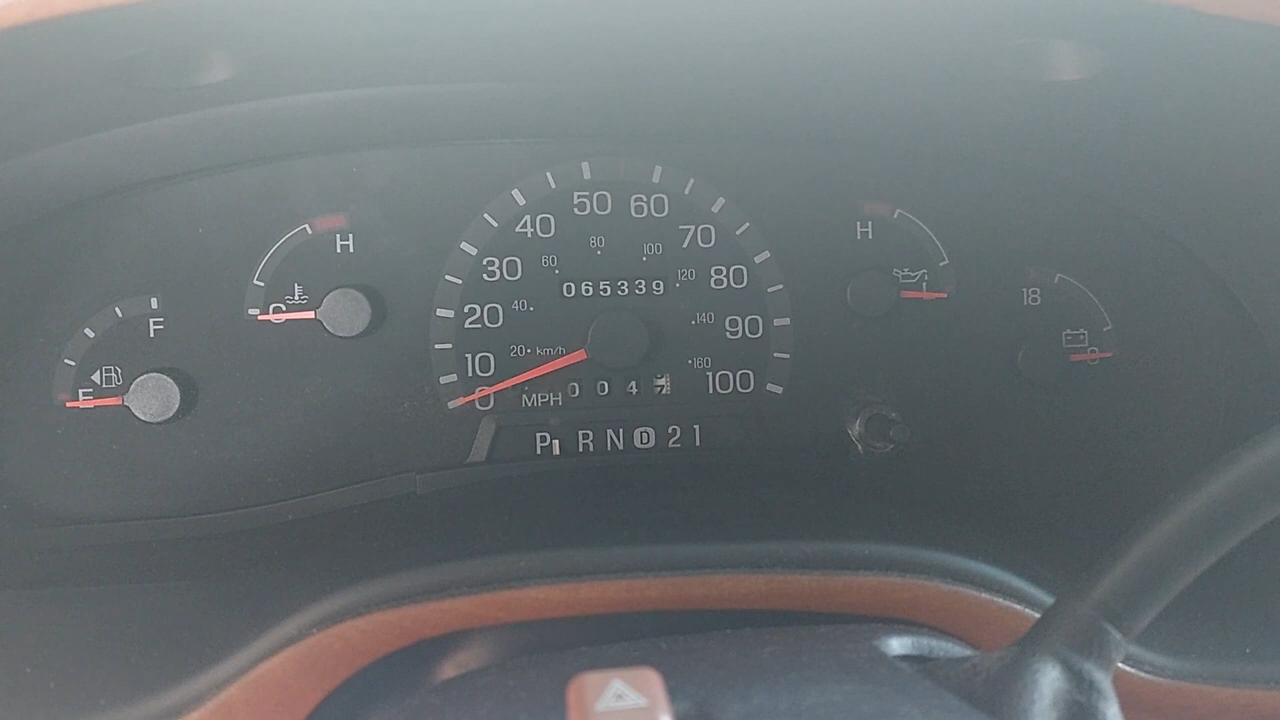 50 60
40 70
80 100
H
H
60 120
30 80
065339
18
C
40 140
20 90
F
20 km/h 160
10 100
E
8
0 MPH 0 0 4
P R N D 2 1